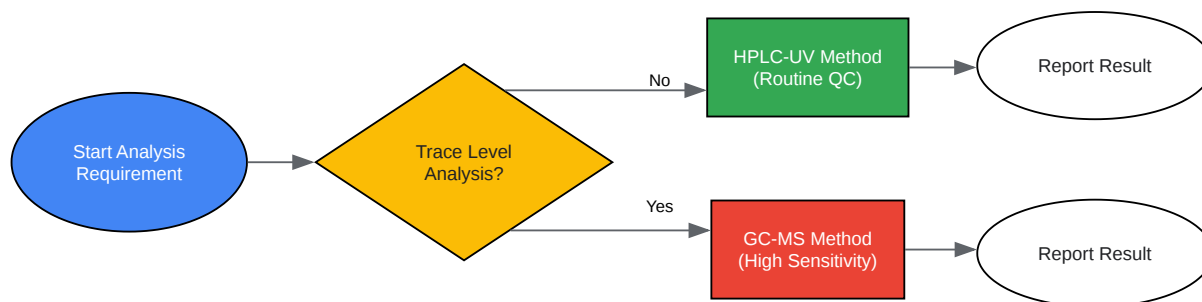 Start Analysis
Requirement
Trace Level
Analysis?
No
HPLC-UV Method
(Routine QC)
Report Result
Yes
GC-MS Method
(High Sensitivity)
Report Result